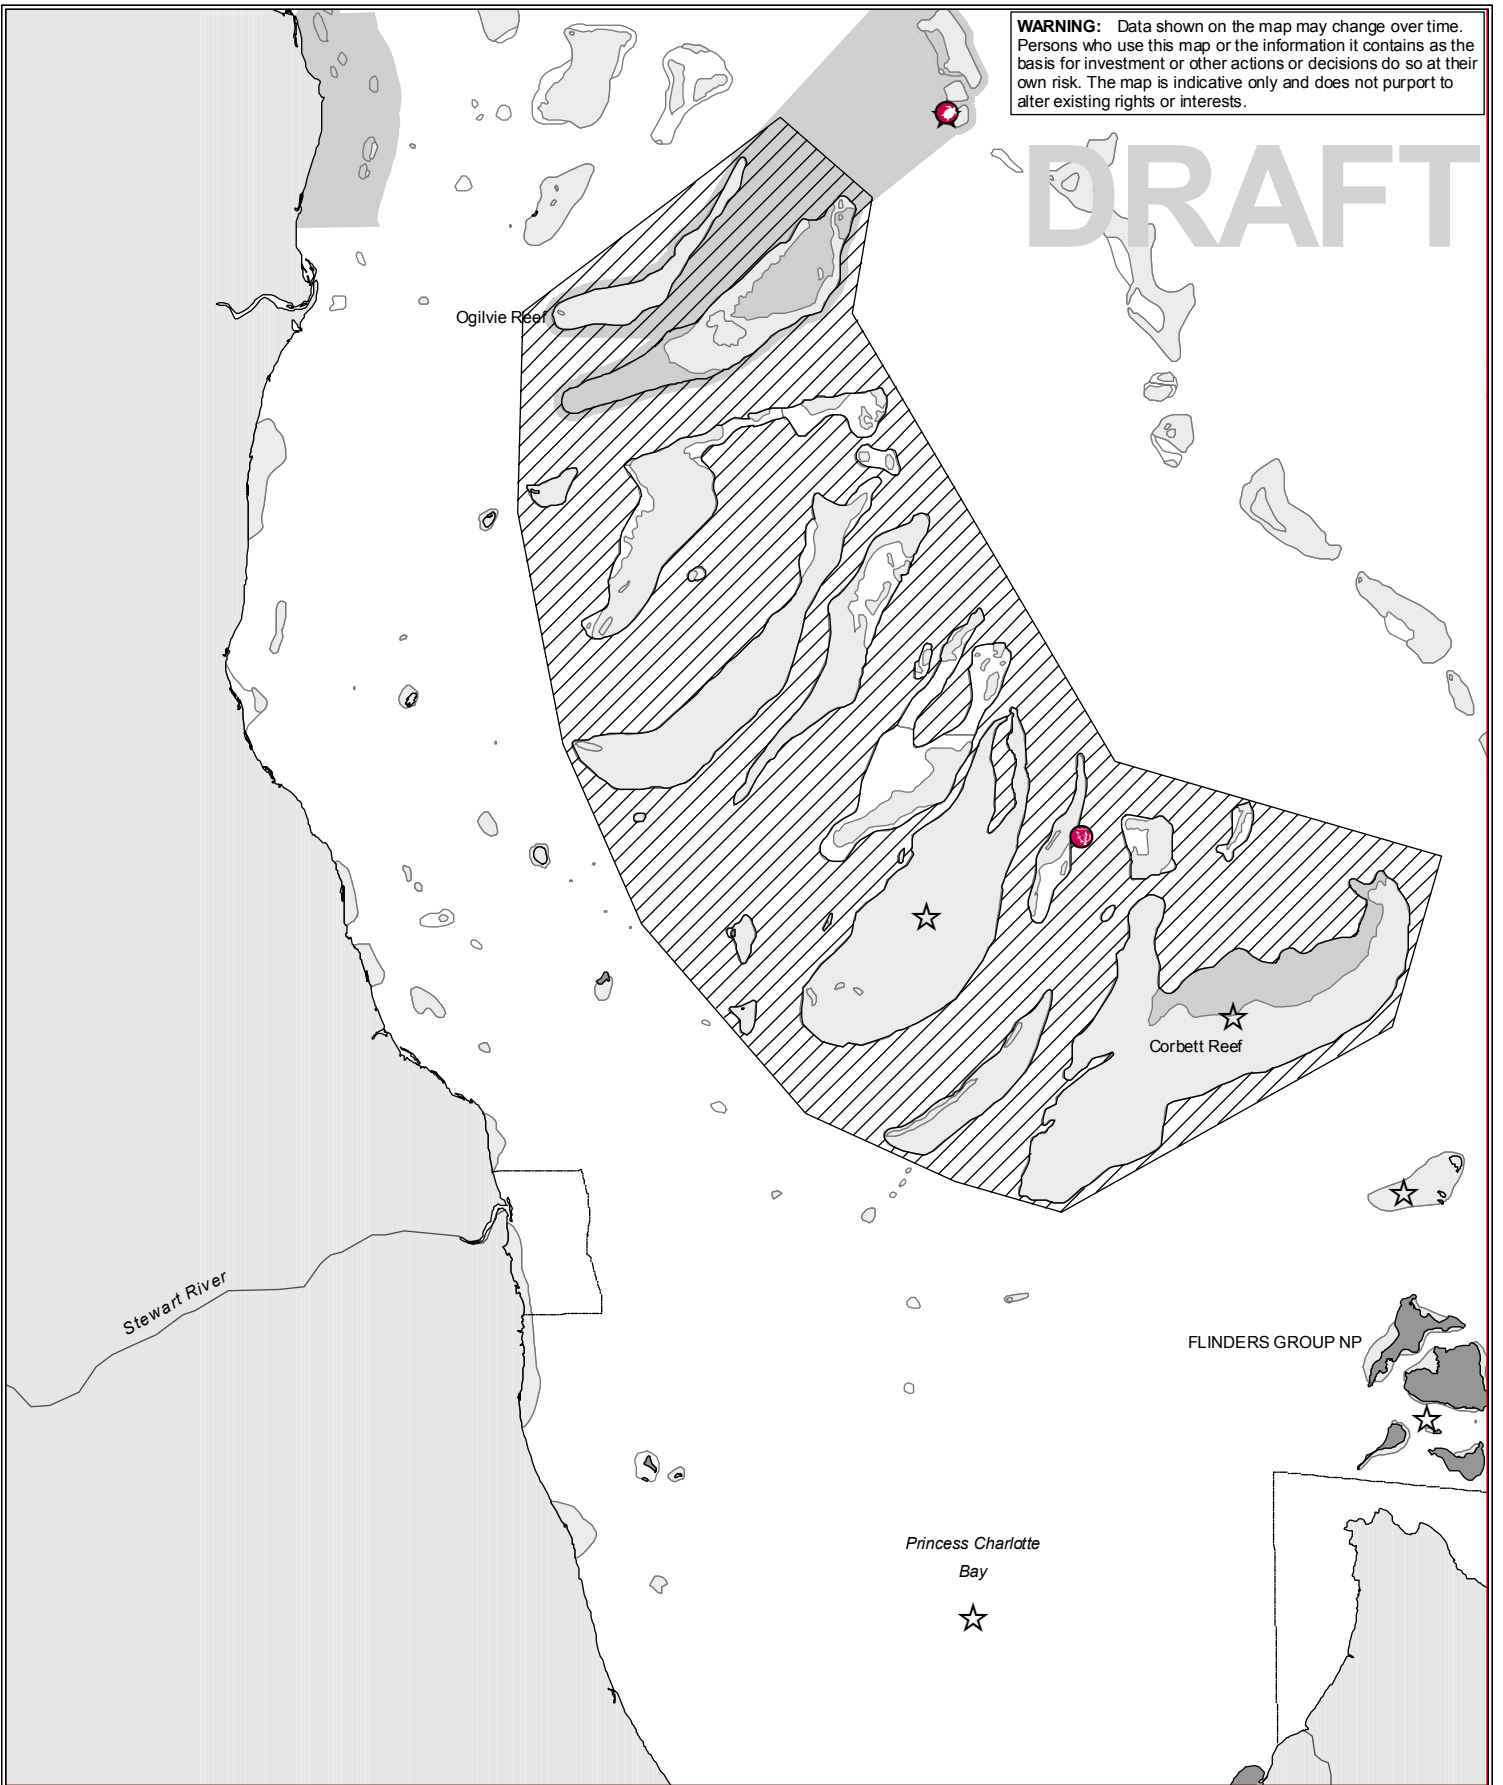 WARNING: Data shown on the map may change over time.
Persons who use this map or the information it contains as the
basis for investment or other actions or decisions do so at their
own risk. The map is indicative only and does not purport to
alter existing rights or interests.
DRAFT
Ogilvie Reef
Corbett Reef
Stewart River
FLINDERS GROUP NP
Princess Charlotte
Bay